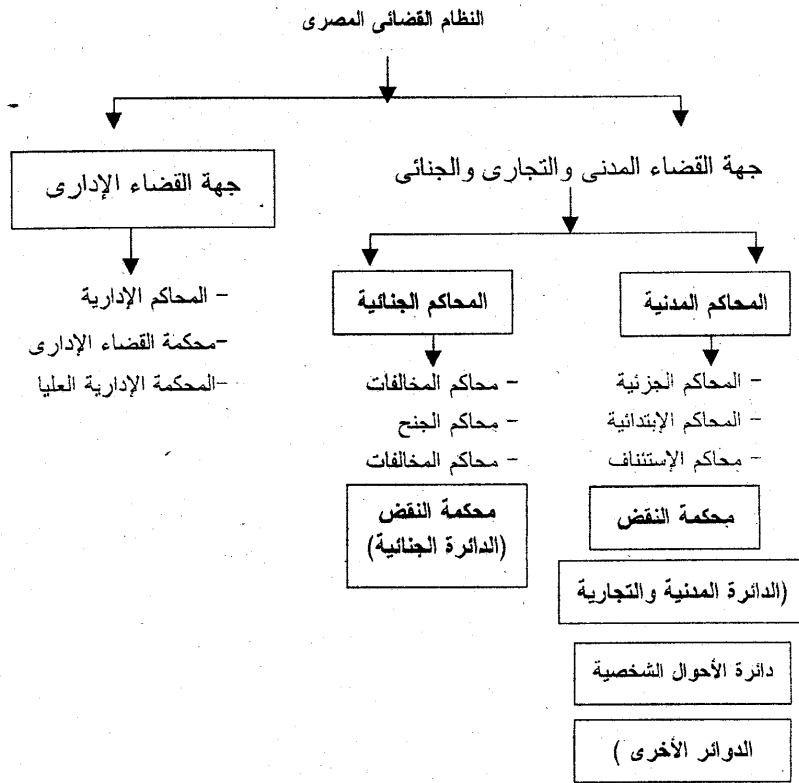 النظام القضائى المصرى
جهة القضاء المدنى والتجارى والجنائى
جهة القضاء الإدارى
المحاكم المدنية
- المحاكم الجزئية
- المحاكم الإبتدائية
- محاكم الإستئناف
محكمة النقض
(الدائرة المدنية والتجارية
دائرة الأحوال الشخصية
الدوائر الأخرى )
المحاكم الجنائية
- محاكم المخالفات
- محاكم الجنح
- محاكم المخالفات
محكمة النقض
(الدائرة الجنائية)
- المحاكم الإدارية
-محكمة القضاء الإدارى
-المحكمة الإدارية العليا